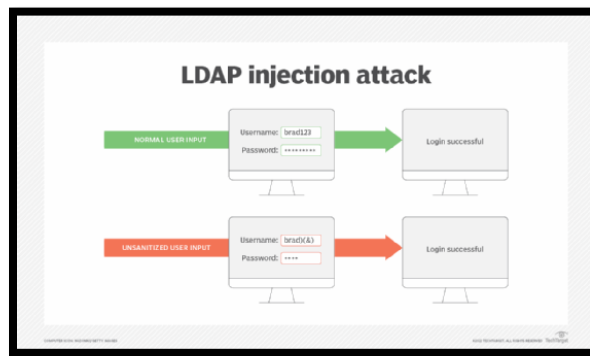 LDAP injection attack
NORMAL USER INPUT
Username: brad123
Password: •••••••••
Login successful
UNSANITIZED USER INPUT
Username: brad)(&)
Password: ••••
Login successful
TechTarget